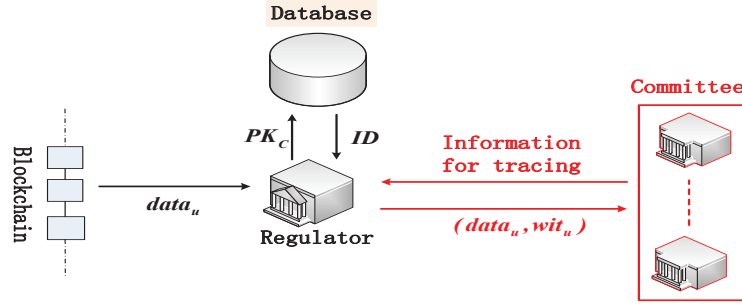 Database
Committee
PK_C
ID
Information
for tracing
Blockchain
data_u
Regulator
(data_u, wit_u)